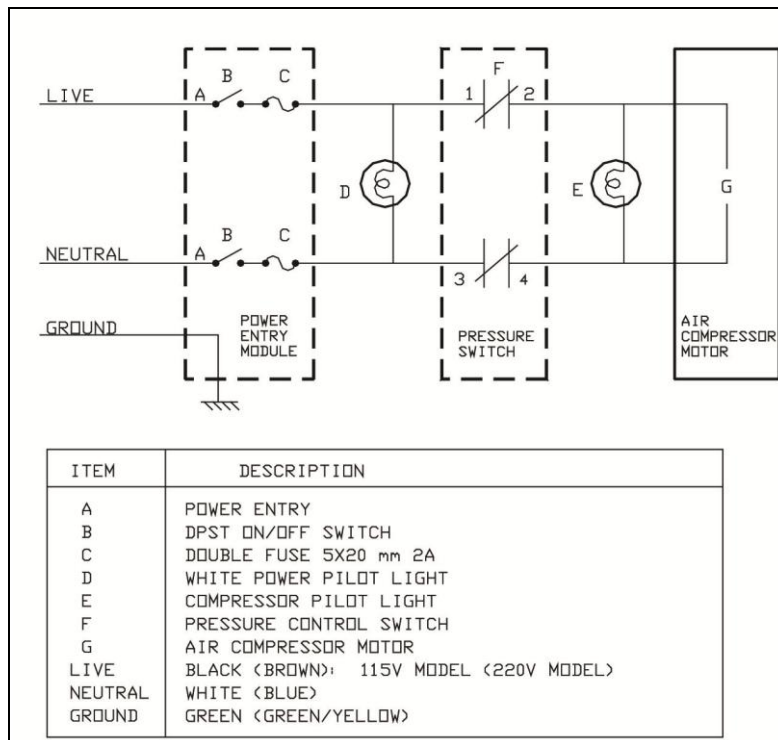 B C F
LIVE A 1 2
D E G
B C
NEUTRAL A 3 4
GROUND
POWER
ENTRY
MODULE
PRESSURE
SWITCH
AIR
COMPRESSOR
MOTOR
ITEM DESCRIPTION
A POWER ENTRY
B DPST ON/OFF SWITCH
C DOUBLE FUSE 5X20 mm 2A
D WHITE POWER PILOT LIGHT
E COMPRESSOR PILOT LIGHT
F PRESSURE CONTROL SWITCH
G AIR COMPRESSOR MOTOR
LIVE BLACK (BROWN): 115V MODEL (220V MODEL)
NEUTRAL WHITE (BLUE)
GROUND GREEN (GREEN/YELLOW)